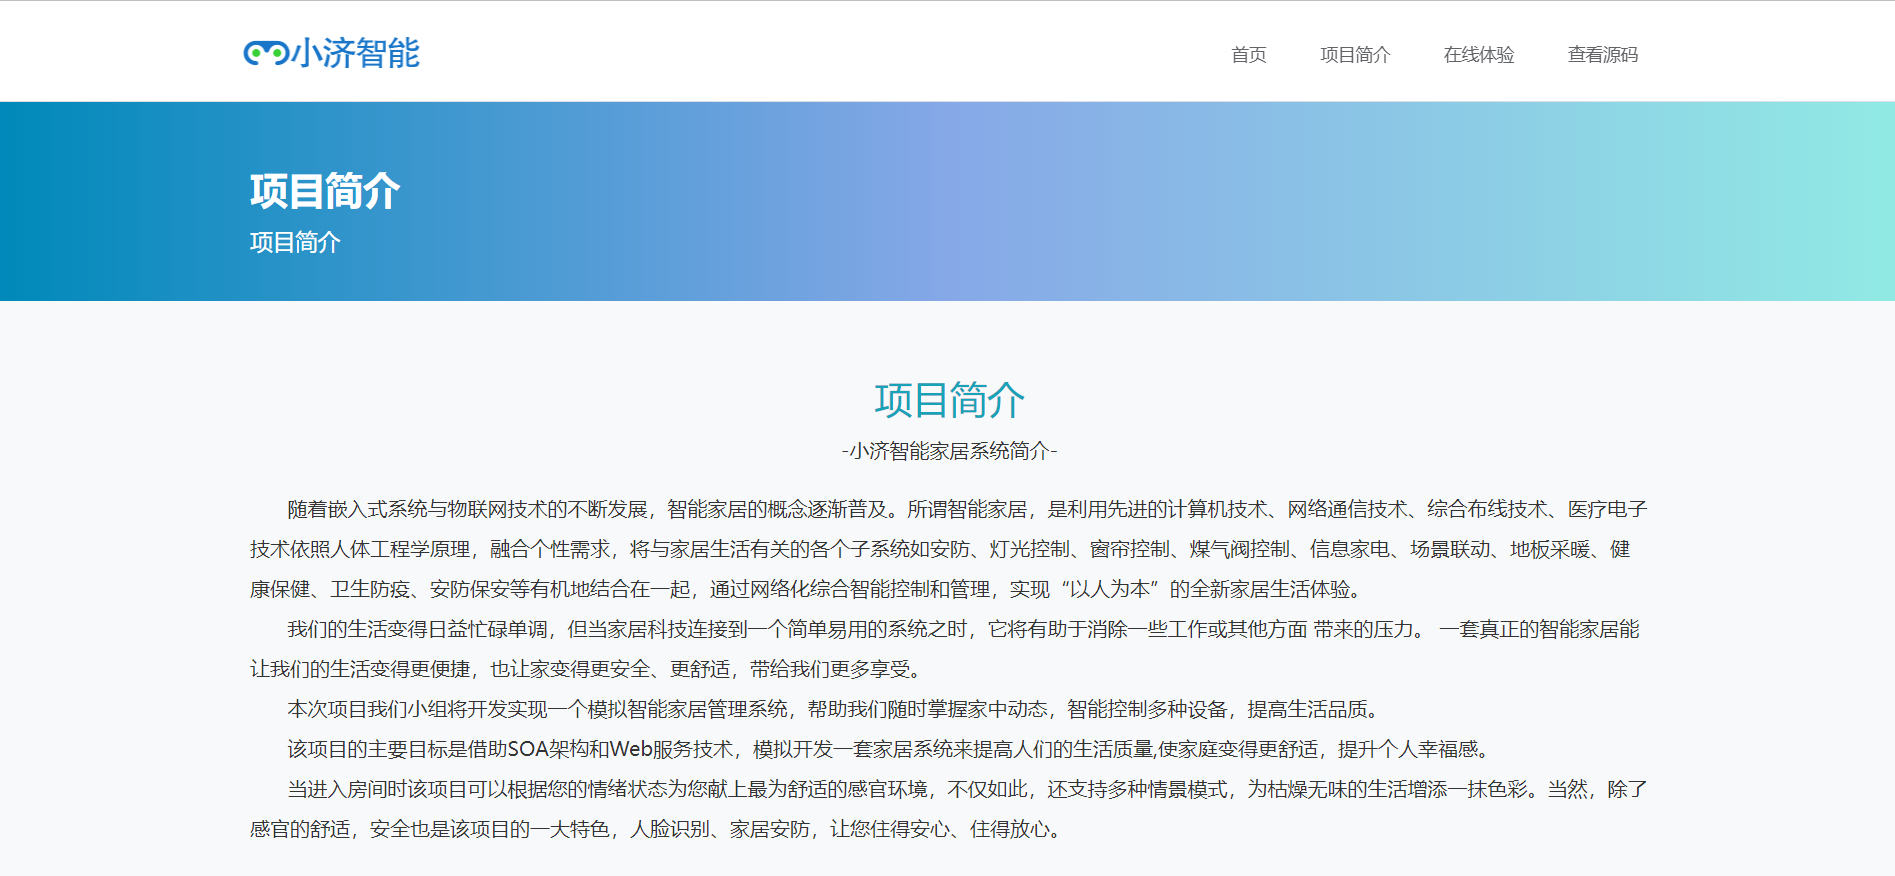 小济智能
首页 项目简介 在线体验 查看源码
项目简介
项目简介
项目简介
-小济智能家居系统简介-
随着嵌入式系统与物联网技术的不断发展，智能家居的概念逐渐普及。所谓智能家居，是利用先进的计算机技术、网络通信技术、综合布线技术、医疗电子
技术依照人体工程学原理，融合个性需求，将与家居生活有关的各个子系统如安防、灯光控制、窗帘控制、煤气阀控制、信息家电、场景联动、地板采暖、健
康保健、卫生防疫、安防保安等有机地结合在一起，通过网络化综合智能控制和管理，实现“以人为本”的全新家居生活体验。
我们的生活变得日益忙碌单调，但当家居科技连接到一个简单易用的系统之时，它将有助于消除一些工作或其他方面 带来的压力。 一套真正的智能家居能
让我们的生活变得更便捷，也让家变得更安全、更舒适，带给我们更多享受。
本次项目我们小组将开发实现一个模拟智能家居管理系统，帮助我们随时掌握家中动态，智能控制多种设备，提高生活品质。
该项目的主要目标是借助SOA架构和Web服务技术，模拟开发一套家居系统来提高人们的生活质量,使家庭变得更舒适，提升个人幸福感。
当进入房间时该项目可以根据您的情绪状态为您献上最为舒适的感官环境，不仅如此，还支持多种情景模式，为枯燥无味的生活增添一抹色彩。当然，除了
感官的舒适，安全也是该项目的一大特色，人脸识别、家居安防，让您住得安心、住得放心。